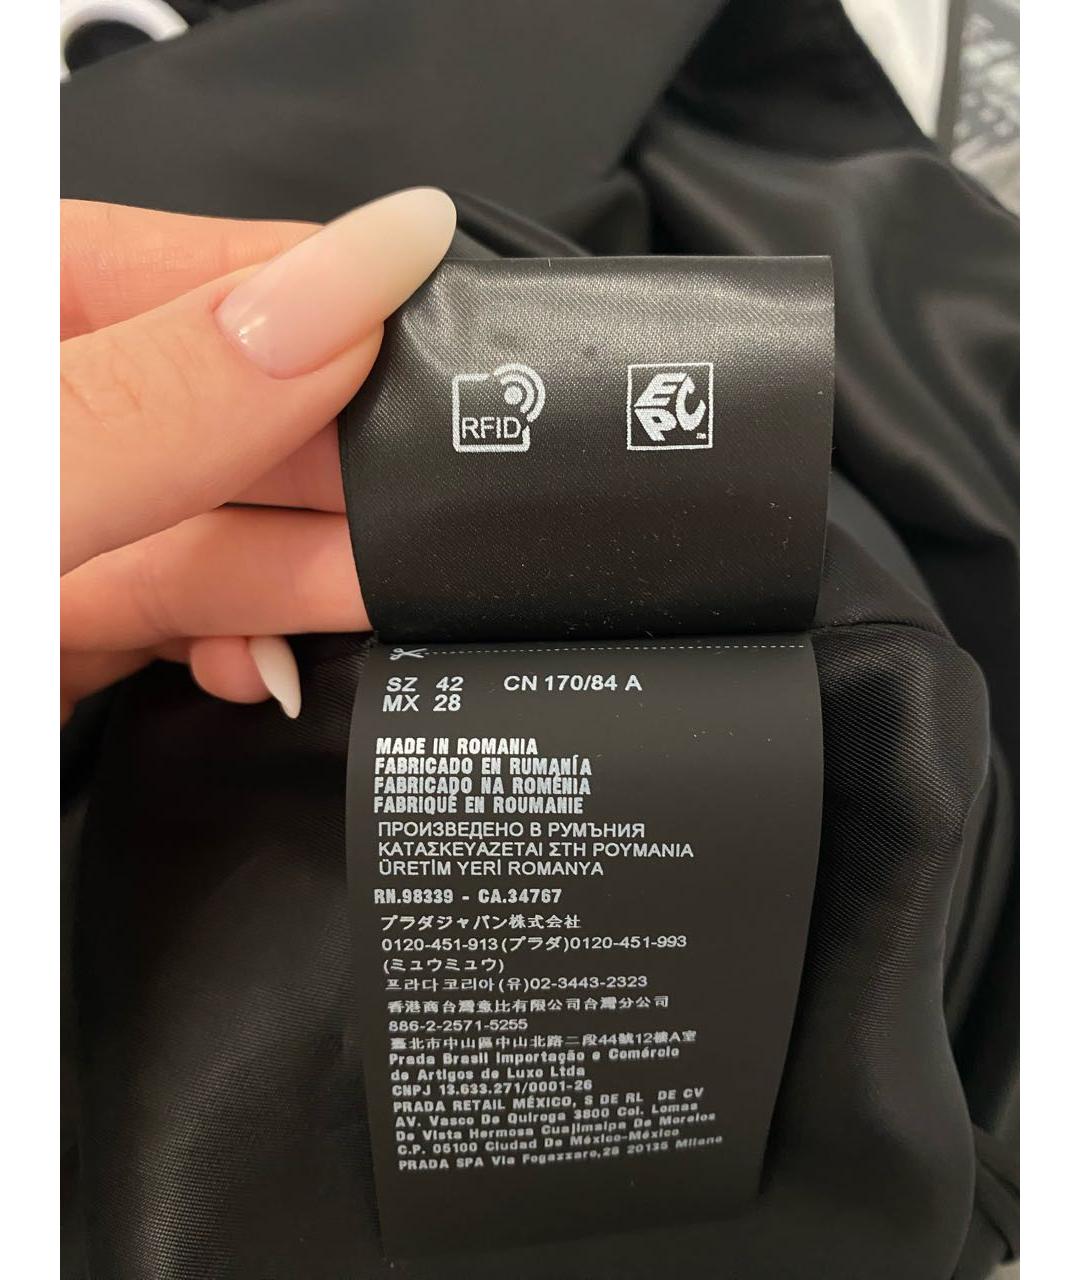 RFID
EPC
SZ 42 CN 170/84 A
MX 28
MADE IN ROMANIA
FABRICADO EN RUMANÍA
FABRICADO NA ROMÉNIA
FABRIQUÉ EN ROUMANIE
ПРОИЗВЕДЕНО В РУМЪНИЯ
ΚΑΤΑΣΚΕΥΑΖΕΤΑΙ ΣΤΗ ΡΟΥΜΑΝΙΑ
ÜRETİM YERİ ROMANYA
RN.98339 - CA.34767
プラダジャパン株式会社
0120-451-913(プラダ)0120-451-993
(ミュウミュウ)
프라다코리아(유)02-3443-2323
香港商台灣意比有限公司台灣分公司
886-2-2571-5255
臺北市中山區中山北路二段44號12樓A室
Prada Brasil Importação e Comércio
de Artigos de Luxo Ltda
CNPJ 13.633.271/0001-26
PRADA RETAIL MÉXICO, S DE RL DE CV
AV. Vasco De Quiroga 3800 Col. Lomas
De Vista Hermosa Cuajimalpa De Morelos
C.P. 05100 Ciudad De México-México
PRADA SPA Via Fogazzaro,28 20135 Milano